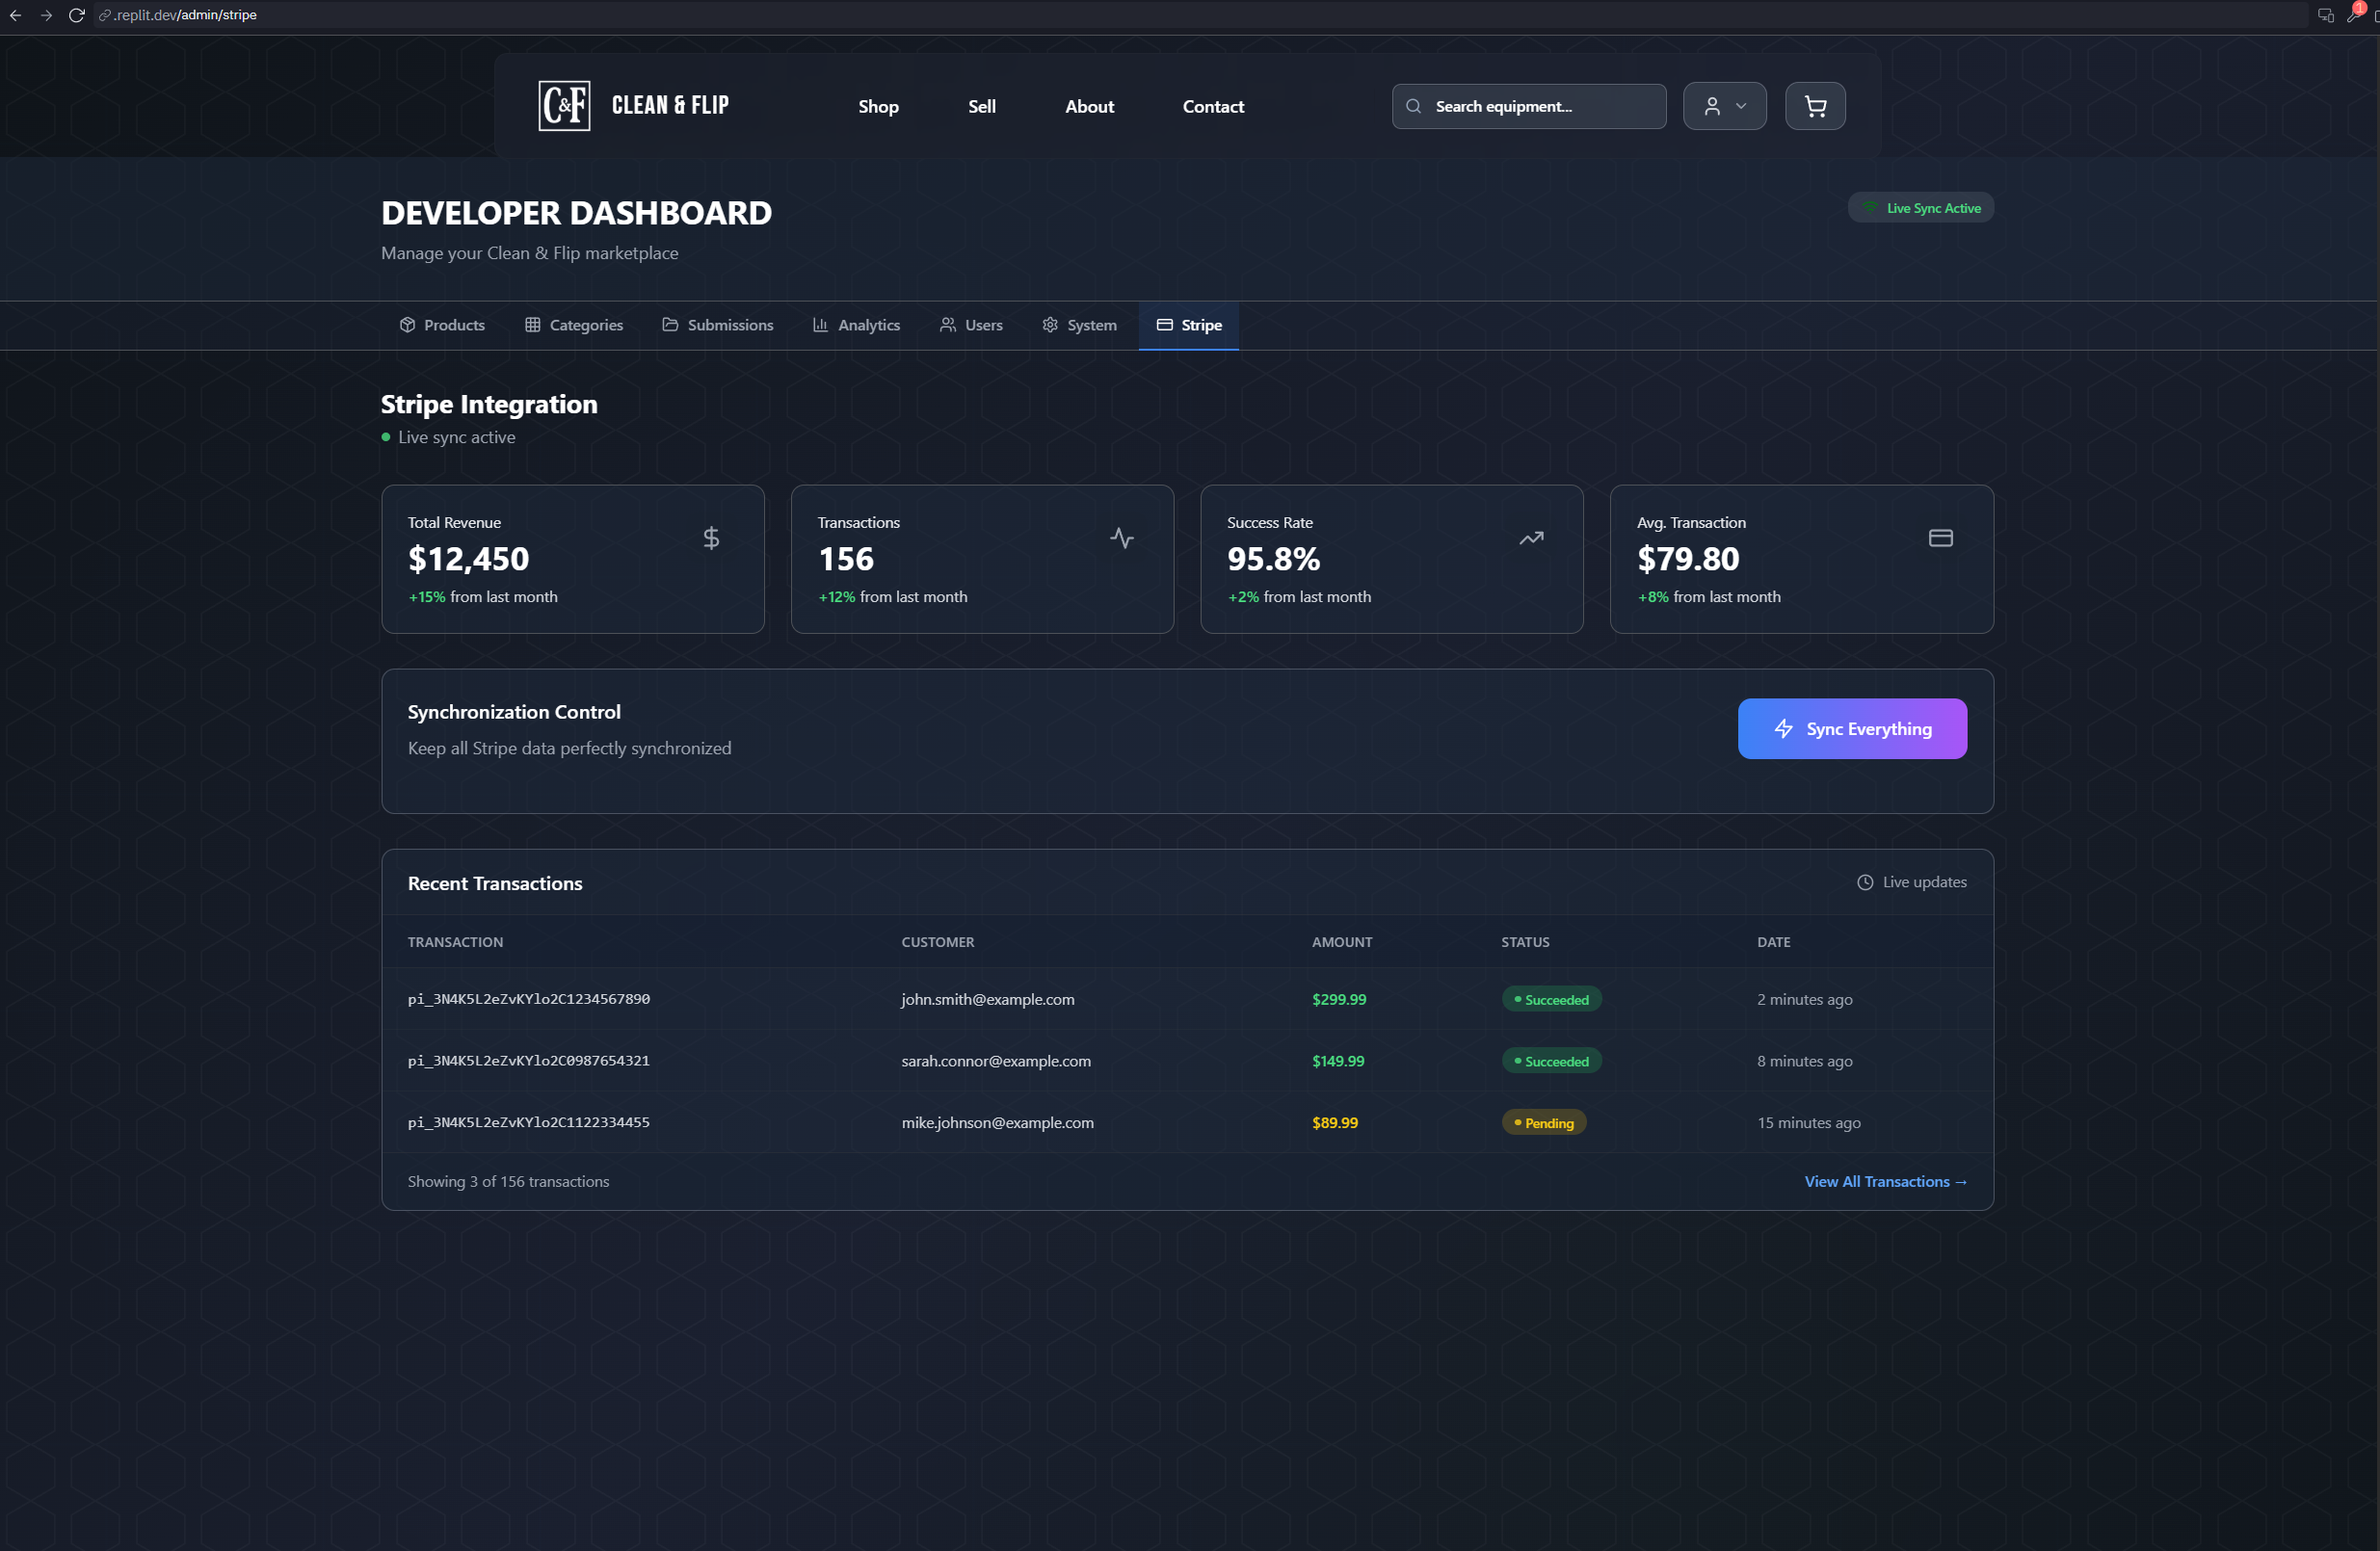 .replit.dev/admin/stripe
1
C&F
CLEAN & FLIP
Shop
Sell
About
Contact
Search equipment...
DEVELOPER DASHBOARD
Live Sync Active
Manage your Clean & Flip marketplace
Products
Categories
Submissions
Analytics
Users
System
Stripe
Stripe Integration
Live sync active
Total Revenue
$12,450
+15% from last month
Transactions
156
+12% from last month
Success Rate
95.8%
+2% from last month
Avg. Transaction
$79.80
+8% from last month
Synchronization Control
Keep all Stripe data perfectly synchronized
Sync Everything
Recent Transactions
Live updates
TRANSACTION CUSTOMER AMOUNT STATUS DATE
pi_3N4K5L2eZvKYlo2C1234567890 john.smith@example.com $299.99 Succeeded 2 minutes ago
pi_3N4K5L2eZvKYlo2C0987654321 sarah.connor@example.com $149.99 Succeeded 8 minutes ago
pi_3N4K5L2eZvKYlo2C1122334455 mike.johnson@example.com $89.99 Pending 15 minutes ago
Showing 3 of 156 transactions
View All Transactions →